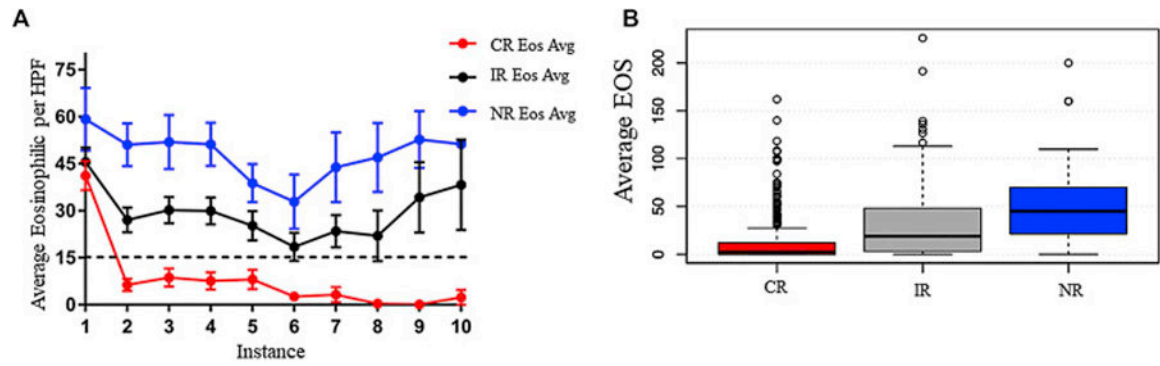 A
CR Eos Avg
IR Eos Avg
NR Eos Avg
Average Eosinophilic per HPF
75
60
45
30
15
0
1 2 3 4 5 6 7 8 9 10
Instance
B
Average EOS
200
150
100
50
0
CR IR NR